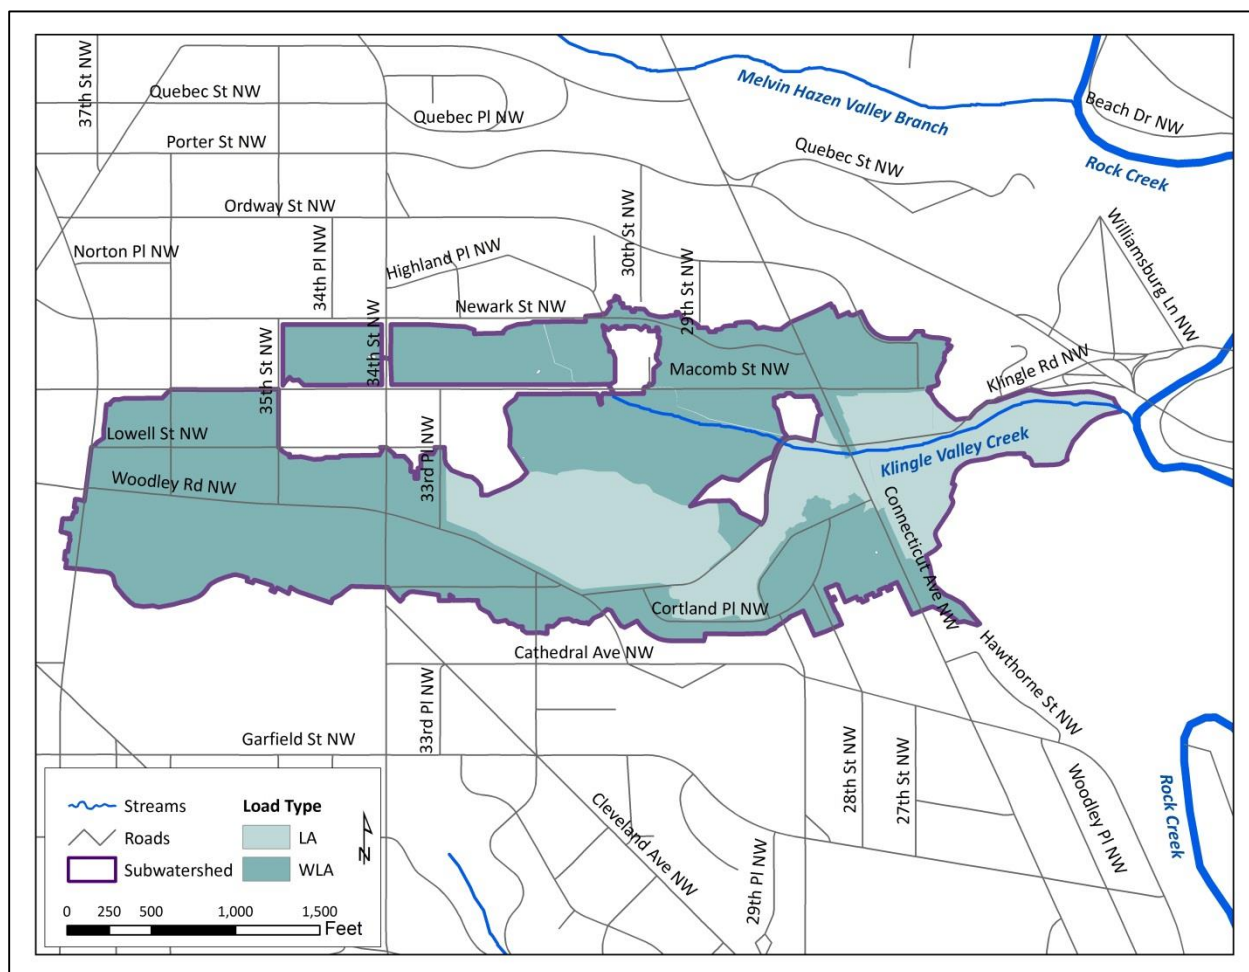 37th St NW
Quebec St NW
Quebec Pl NW
Melvin Hazen Valley Branch
Beach Dr NW
Porter St NW
Quebec St NW
Rock Creek
Ordway St NW
Norton Pl NW
34th Pl NW
Highland Pl NW
30th St NW
29th St NW
Williamsburg Ln NW
Newark St NW
35th St NW
34th St NW
Macomb St NW
Klingle Rd NW
Lowell St NW
33rd Pl NW
Klingle Valley Creek
Woodley Rd NW
Connecticut Ave NW
Cortland Pl NW
Cathedral Ave NW
Hawthorne St NW
33rd Pl NW
Garfield St NW
28th St NW
27th St NW
Woodley Pl NW
Rock Creek
Cleveland Ave NW
29th Pl NW
Streams
Roads
Subwatershed
Load Type
LA
WLA
N
0 250 500 1,000 1,500
Feet